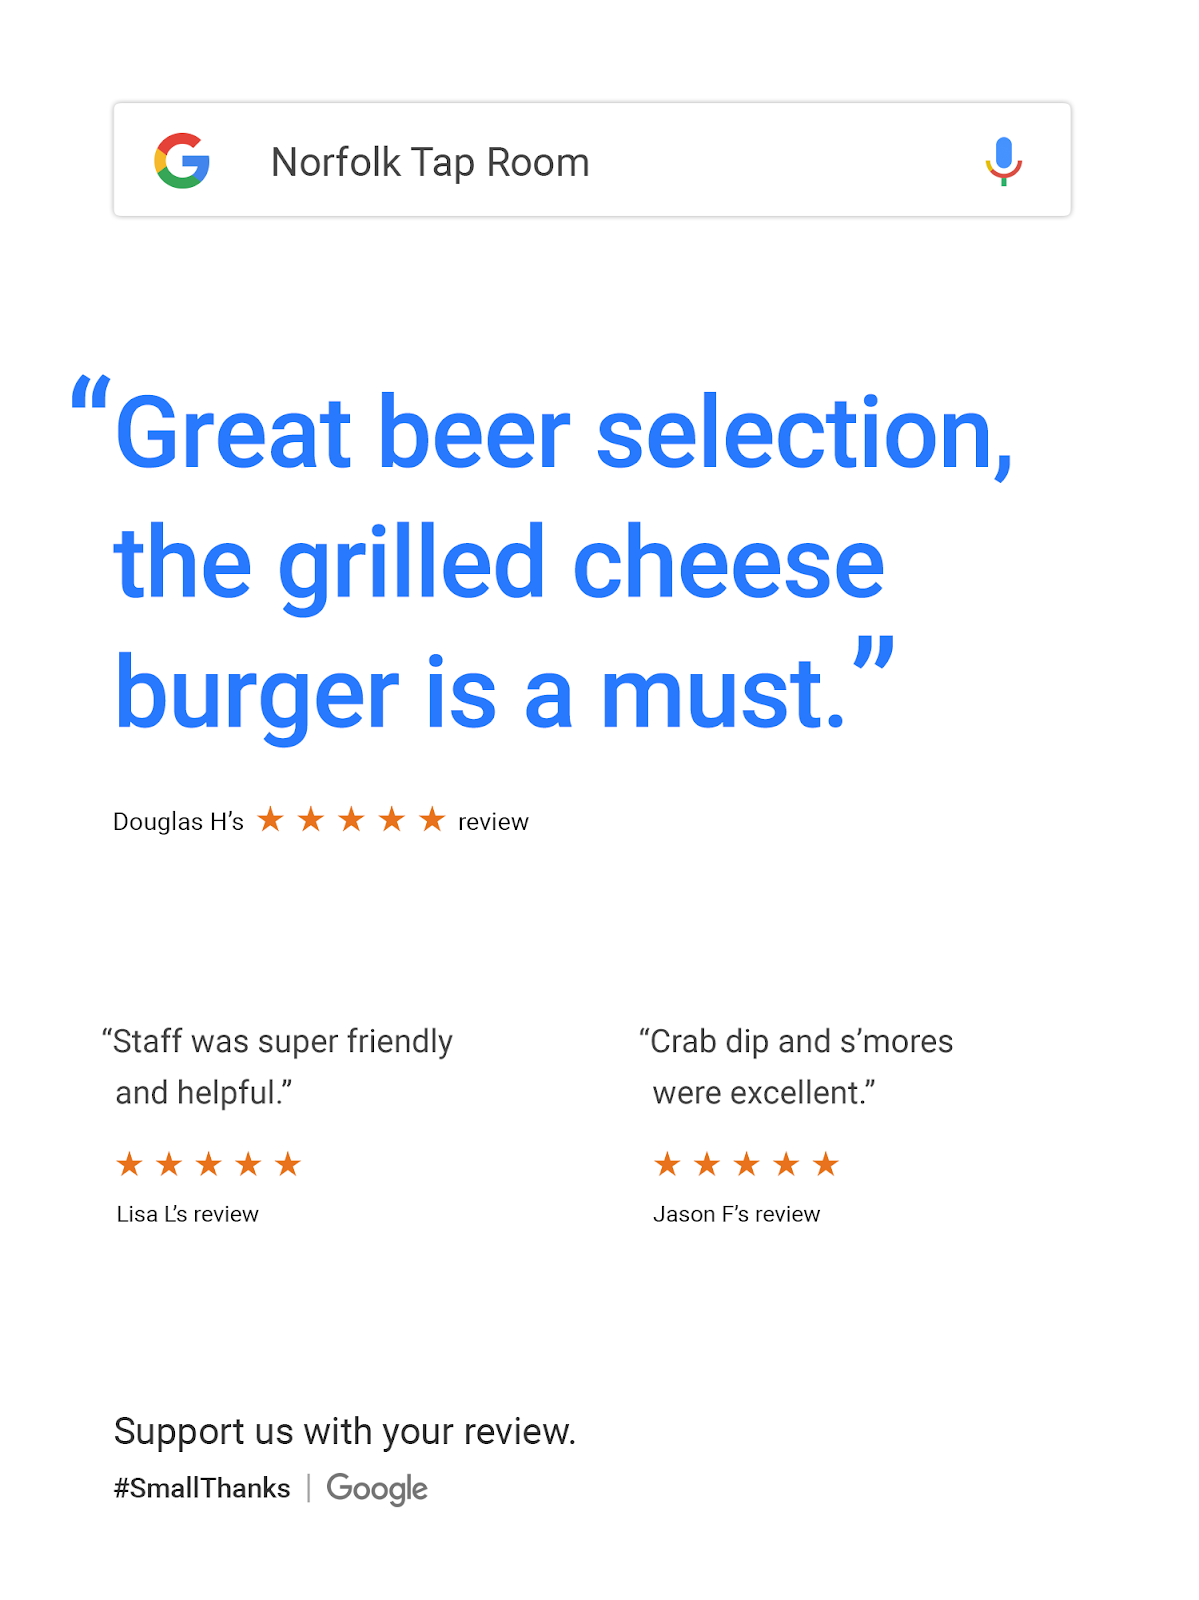 Norfolk Tap Room
“Great beer selection,
the grilled cheese
burger is a must.”
Douglas H’s ★ ★ ★ ★ ★ review
“Staff was super friendly
and helpful.”
★ ★ ★ ★ ★
Lisa L’s review
“Crab dip and s’mores
were excellent.”
★ ★ ★ ★ ★
Jason F’s review
Support us with your review.
#SmallThanks | Google